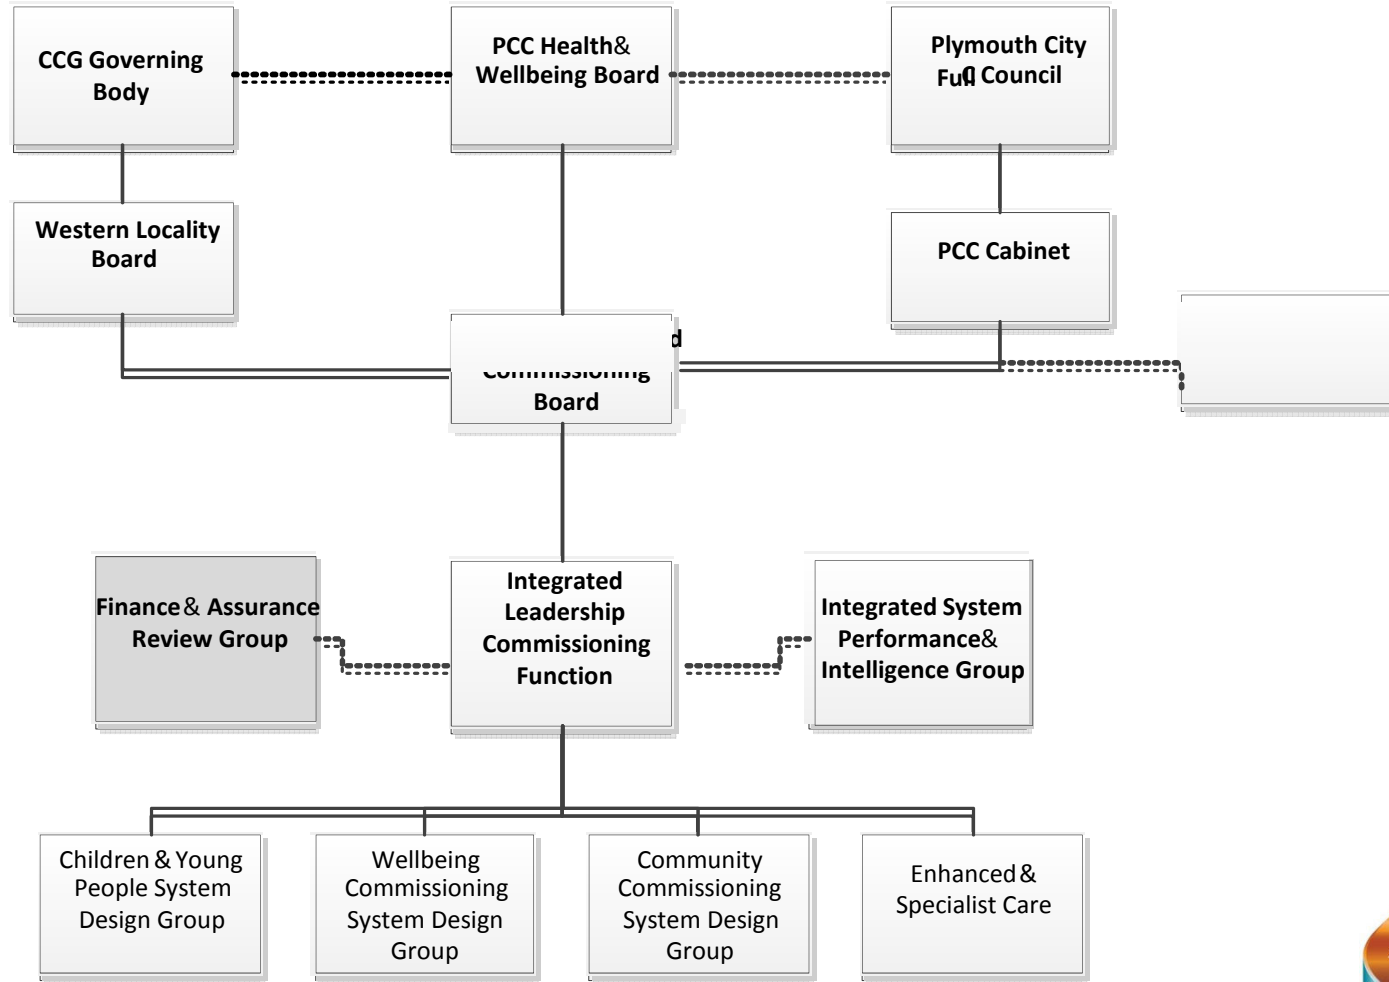 CCG Governing
Body
PCC Health&
Wellbeing Board
Plymouth City
Full Council
Western Locality
Board
PCC Cabinet
d
Commissioning
Board
Finance & Assurance
Review Group
Integrated
Leadership
Commissioning
Function
Integrated System
Performance&
Intelligence Group
Children & Young
People System
Design Group
Wellbeing
Commissioning
System Design
Group
Community
Commissioning
System Design
Group
Enhanced &
Specialist Care